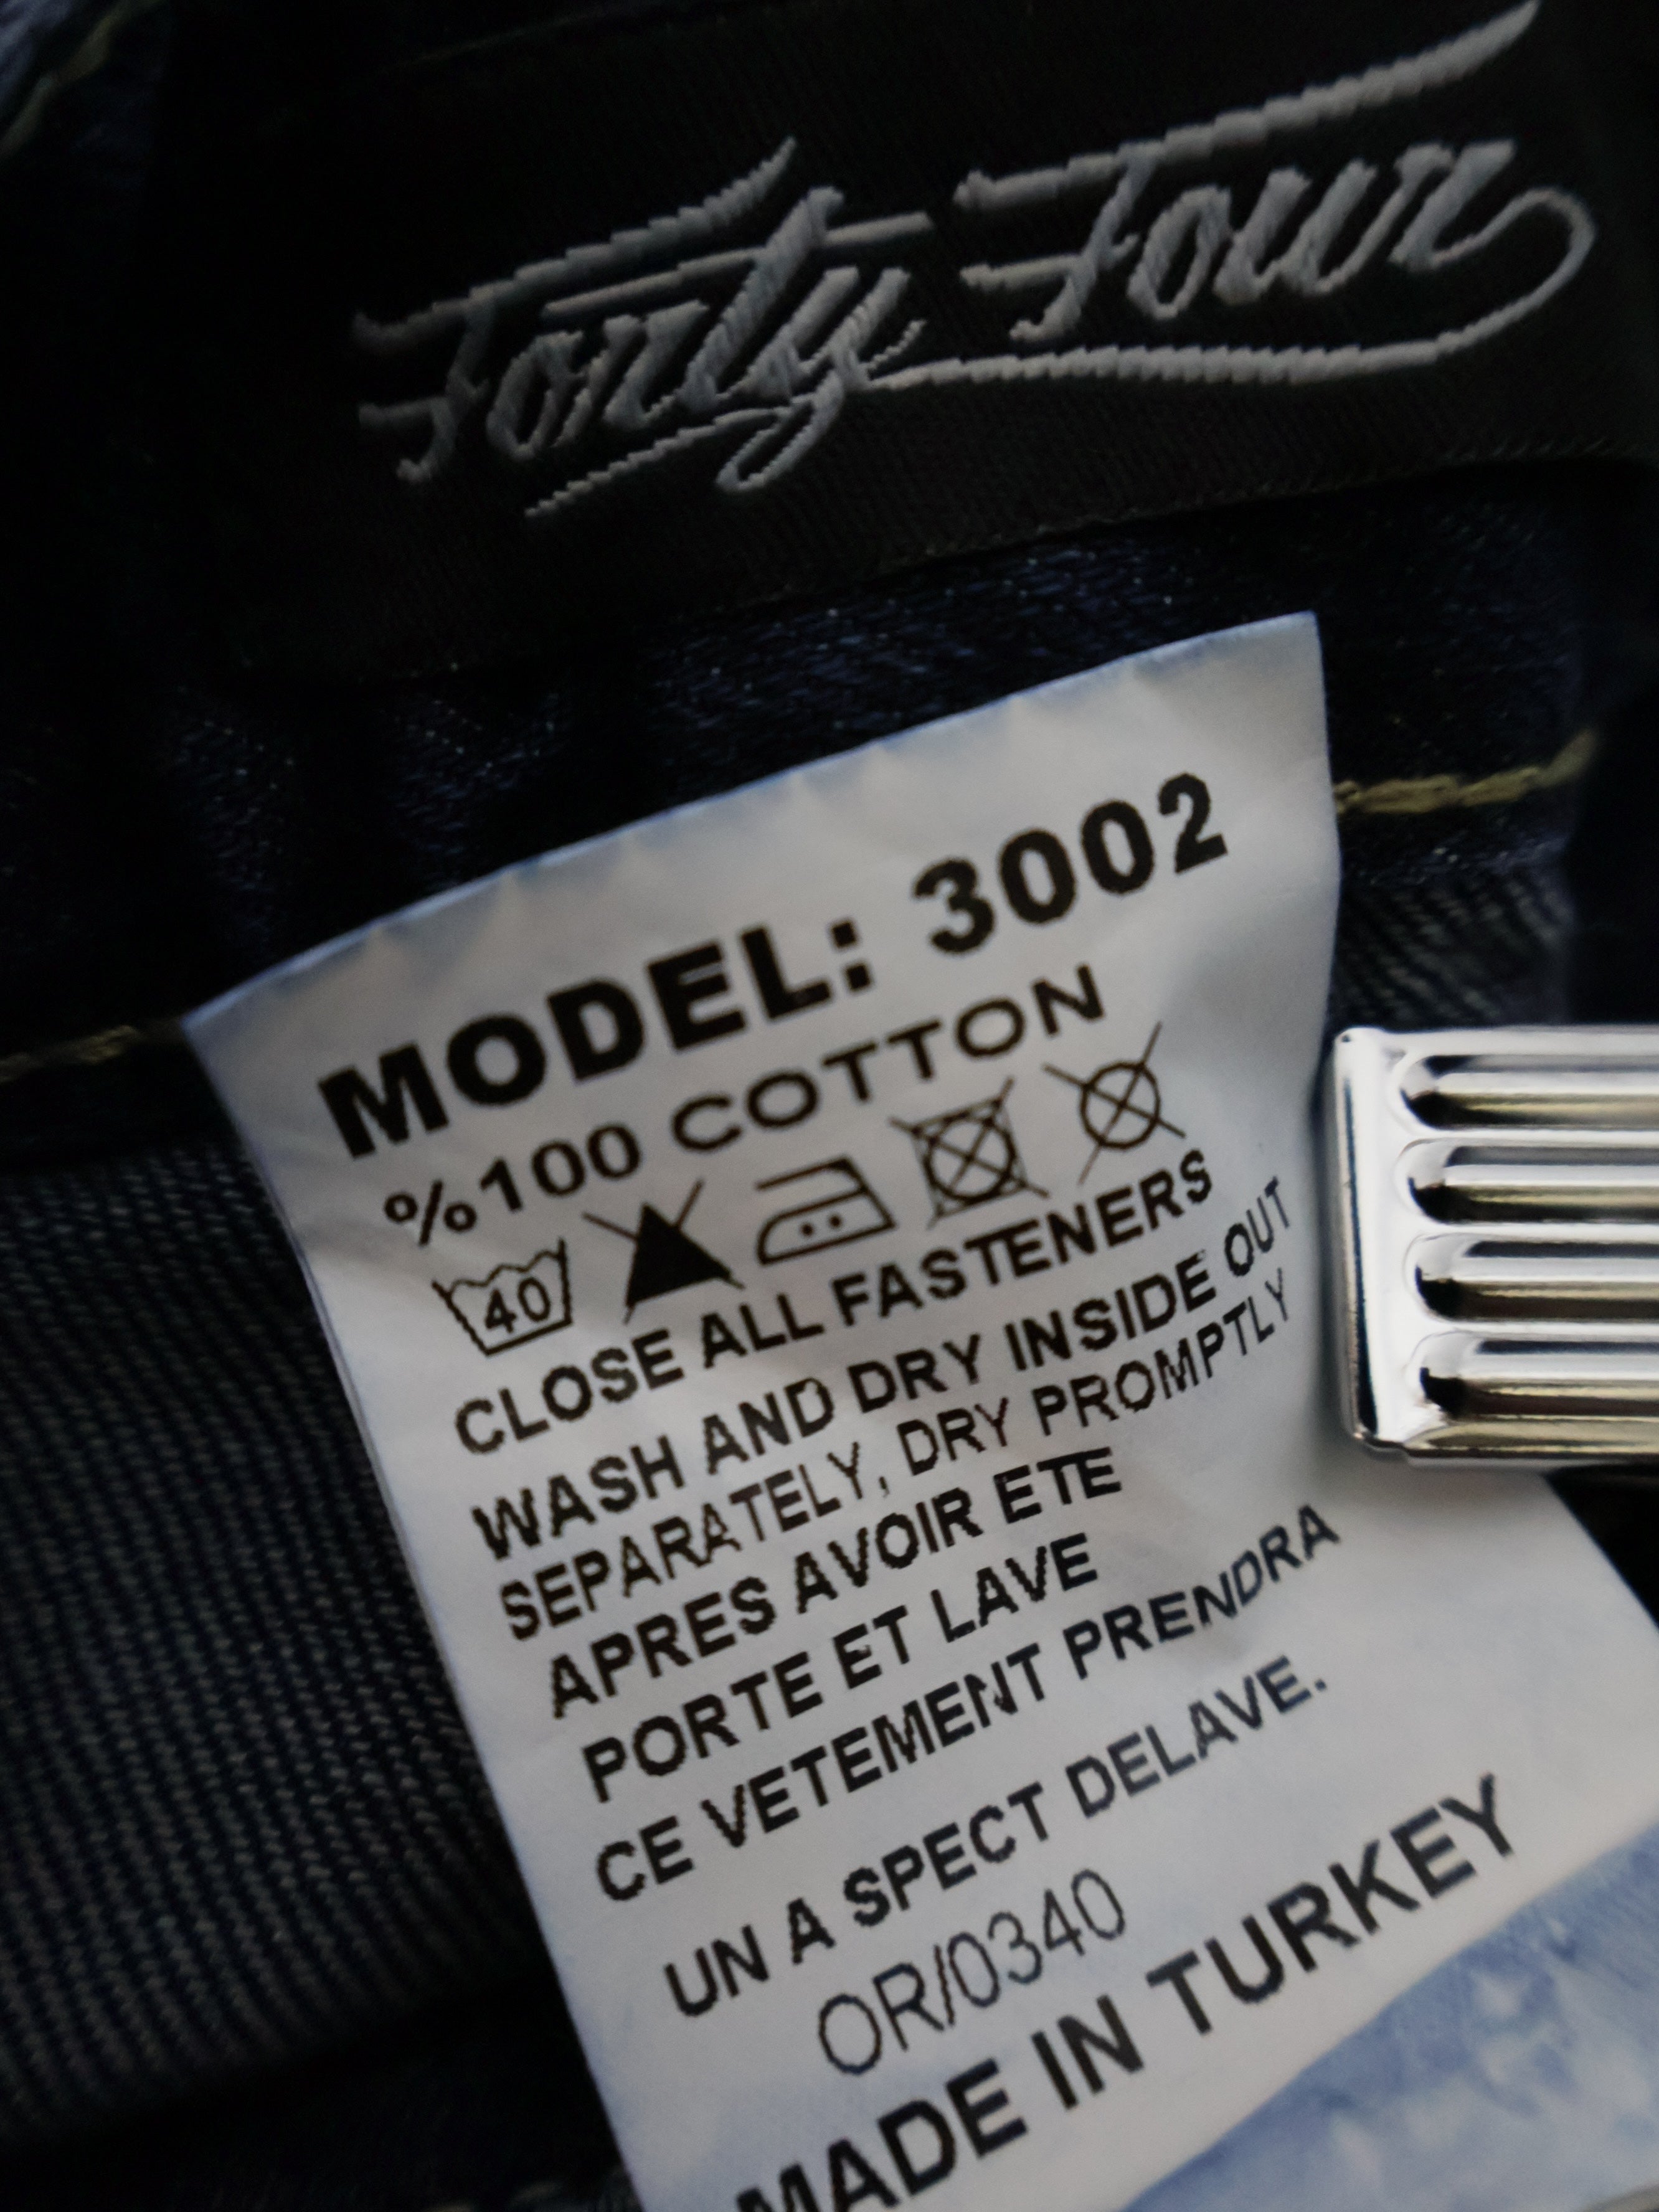 Forty Four
MODEL: 3002
%100 COTTON
40
CLOSE ALL FASTENERS
WASH AND DRY INSIDE OUT
SEPARATELY, DRY PROMPTLY
APRES AVOIR ETE
PORTE ET LAVE
CE VETEMENT PRENDRA
UN A SPECT DELAVE.
OR/0340
MADE IN TURKEY